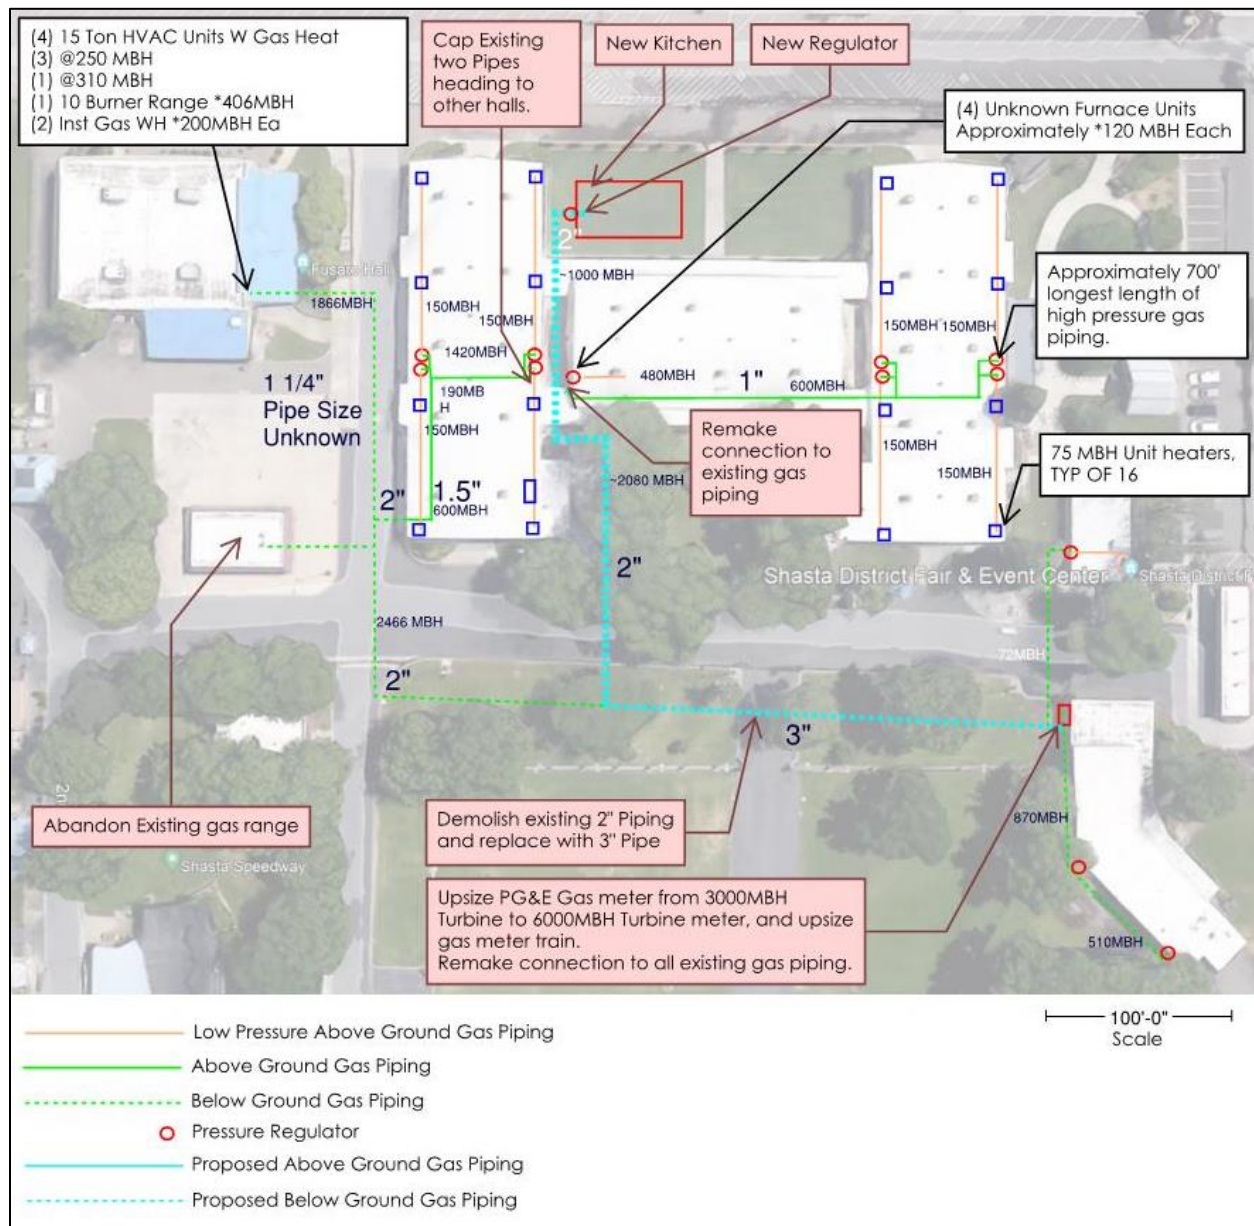 (4) 15 Ton HVAC Units W Gas Heat
(3) @250 MBH
(1) @310 MBH
(1) 10 Burner Range *406MBH
(2) Inst Gas WH *200MBH Ea
Cap Existing
two Pipes
heading to
other halls.
New Kitchen
New Regulator
(4) Unknown Furnace Units
Approximately *120 MBH Each
2"
Fusaro Hall
~1000 MBH
1866MBH
150MBH
150MBH
150MBH
150MBH
Approximately 700'
longest length of
high pressure gas
piping.
1420MBH
480MBH
1"
600MBH
1 1/4"
Pipe Size
Unknown
190MB
H
150MBH
Remake
connection to
existing gas
piping
150MBH
150MBH
75 MBH Unit heaters,
TYP OF 16
~2080 MBH
2"
1.5"
600MBH
2"
Shasta District Fair & Event Center
Shasta District F
2466 MBH
72MBH
2"
3"
2n
Abandon Existing gas range
Shasta Speedway
Demolish existing 2" Piping
and replace with 3" Pipe
870MBH
Upsize PG&E Gas meter from 3000MBH
Turbine to 6000MBH Turbine meter, and upsize
gas meter train.
Remake connection to all existing gas piping.
510MBH
Low Pressure Above Ground Gas Piping
Above Ground Gas Piping
Below Ground Gas Piping
Pressure Regulator
Proposed Above Ground Gas Piping
Proposed Below Ground Gas Piping
100'-0"
Scale